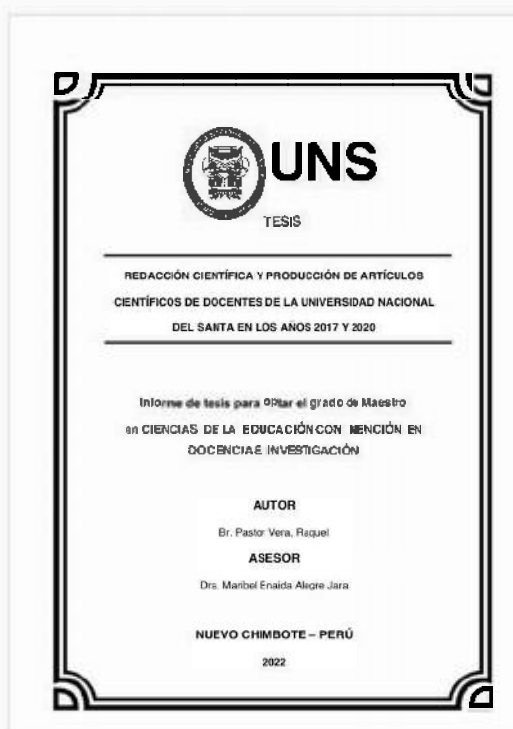 UNS
TESIS
REDACCIÓN CIENTÍFICA Y PRODUCCIÓN DE ARTÍCULOS
CIENTÍFICOS DE DOCENTES DE LA UNIVERSIDAD NACIONAL
DEL SANTA EN LOS AÑOS 2017 Y 2020
Informe de tesis para optar el grado de Maestro
en CIENCIAS DE LA EDUCACIÓN CON MENCIÓN EN
DOCENCIA E INVESTIGACIÓN
AUTOR
Br. Pastor Vera, Raquel
ASESOR
Dra. Maribel Enaida Alegre Jara
NUEVO CHIMBOTE – PERÚ
2022